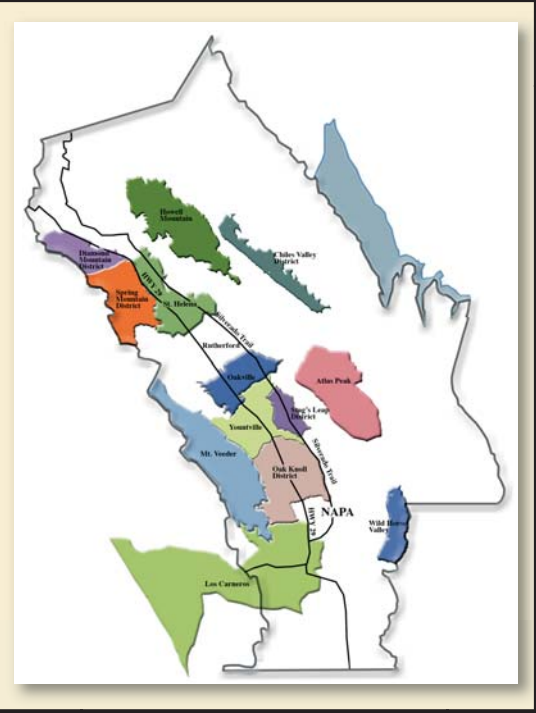 Howell
Mountain
Chiles Valley
District
Diamond
Mountain
District
HWY 29
Spring
Mountain
District
St. Helena
Silverado Trail
Rutherford
Oakville
Atlas Peak
Stag's Leap
District
Yountville
Mt. Veeder
Silverado Trail
Oak Knoll
District
NAPA
HWY 29
Wild Horse
Valley
Los Carneros